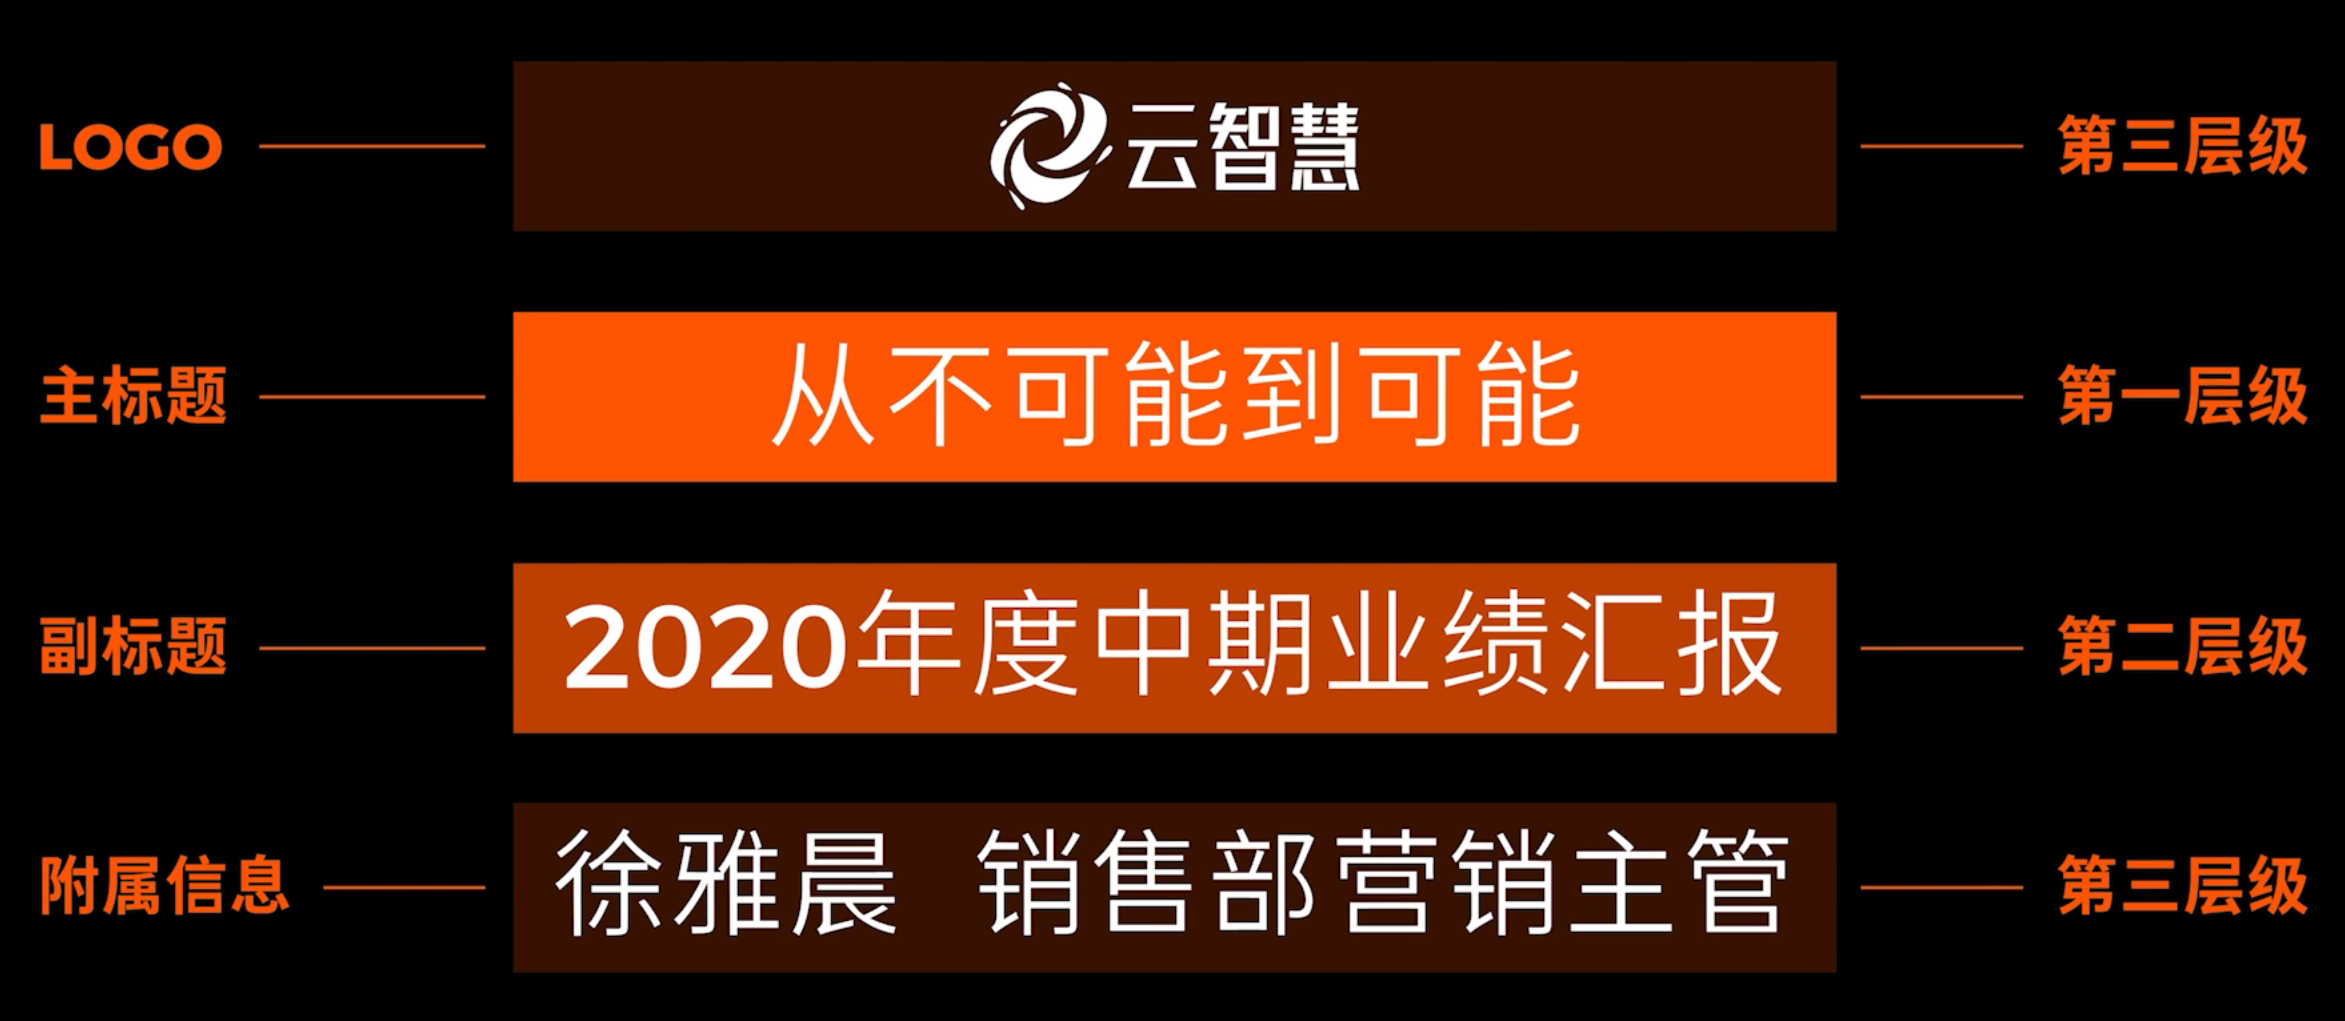 LOGO 云智慧 第三层级
主标题 从不可能到可能 第一层级
副标题 2020年度中期业绩汇报 第二层级
附属信息 徐雅晨 销售部营销主管 第三层级